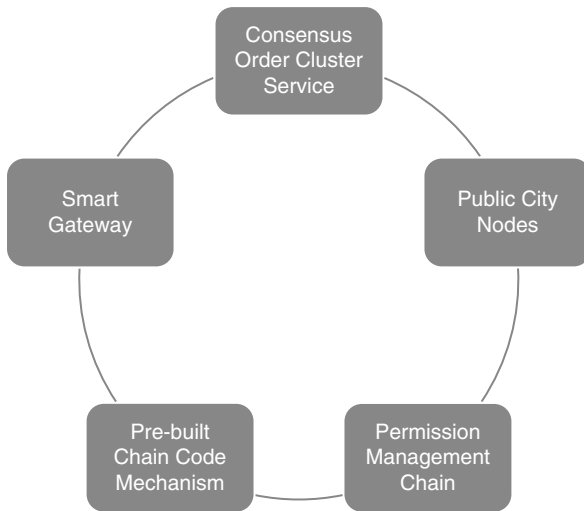 Consensus
Order Cluster
Service
Smart
Gateway
Public City
Nodes
Pre-built
Chain Code
Mechanism
Permission
Management
Chain